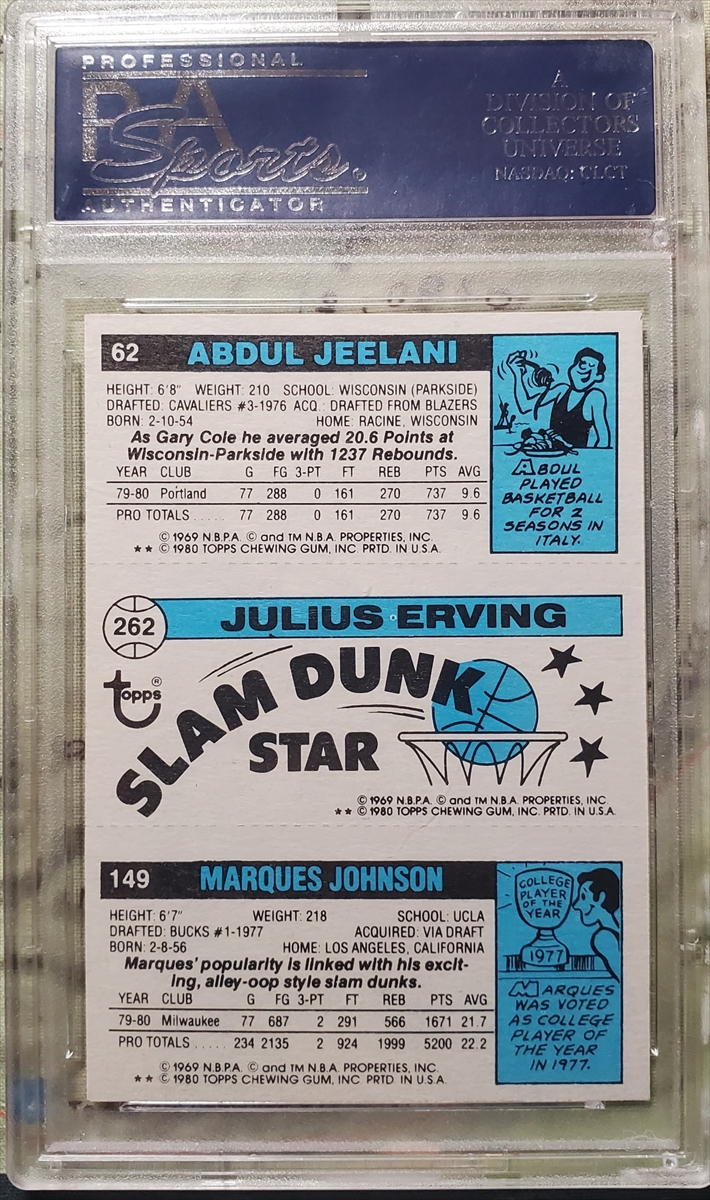 PROFESSIONAL
PSA
Sports.
AUTHENTICATOR
A
DIVISION OF
COLLECTORS
UNIVERSE
NASDAQ: CLCT
62 ABDUL JEELANI
HEIGHT: 6'8" WEIGHT: 210 SCHOOL: WISCONSIN (PARKSIDE)
DRAFTED: CAVALIERS #3-1976 ACQ.: DRAFTED FROM BLAZERS
BORN: 2-10-54 HOME: RACINE, WISCONSIN
As Gary Cole he averaged 20.6 Points at
Wisconsin-Parkside with 1237 Rebounds.
YEAR CLUB G FG 3-PT FT REB PTS AVG
79-80 Portland 77 288 0 161 270 737 9.6
PRO TOTALS ..... 77 288 0 161 270 737 9.6
© 1969 N.B.P.A. © and TM N.B.A. PROPERTIES, INC.
★★ © 1980 TOPPS CHEWING GUM, INC. PRTD. IN U.S.A.
ABDUL
PLAYED
BASKETBALL
FOR 2
SEASONS IN
ITALY.
262 JULIUS ERVING
topps®
SLAM DUNK
STAR
© 1969 N.B.P.A. © and TM N.B.A. PROPERTIES, INC.
★★ © 1980 TOPPS CHEWING GUM, INC. PRTD. IN U.S.A.
149 MARQUES JOHNSON
HEIGHT: 6'7" WEIGHT: 218 SCHOOL: UCLA
DRAFTED: BUCKS #1-1977 ACQUIRED: VIA DRAFT
BORN: 2-8-56 HOME: LOS ANGELES, CALIFORNIA
Marques' popularity is linked with his excit-
ing, alley-oop style slam dunks.
YEAR CLUB G FG 3-PT FT REB PTS AVG
79-80 Milwaukee 77 687 2 291 566 1671 21.7
PRO TOTALS ..... 234 2135 2 924 1999 5200 22.2
© 1969 N.B.P.A. © and TM N.B.A. PROPERTIES, INC.
★★ © 1980 TOPPS CHEWING GUM, INC. PRTD. IN U.S.A.
COLLEGE
PLAYER
OF THE
YEAR
1977
MARQUES
WAS VOTED
AS COLLEGE
PLAYER OF
THE YEAR
IN 1977.